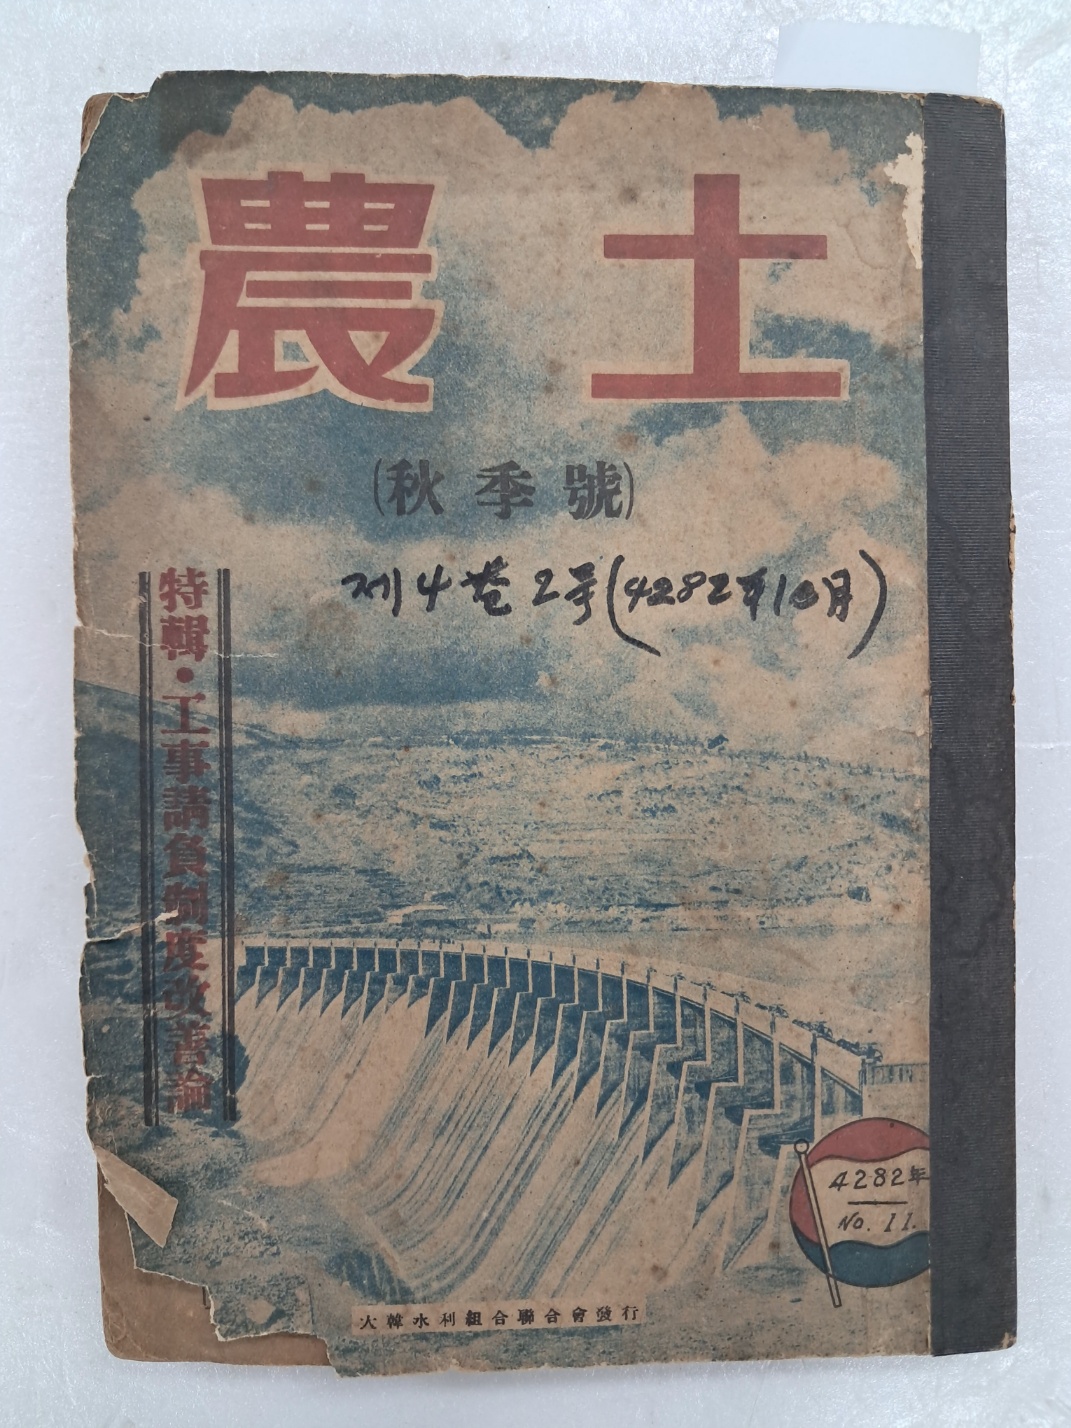 農土
(秋季號)
제4巻 2号(4282年10月)
特輯・工事請負制度改善論
4282年
No. 11.
大韓水利組合聯合會發行